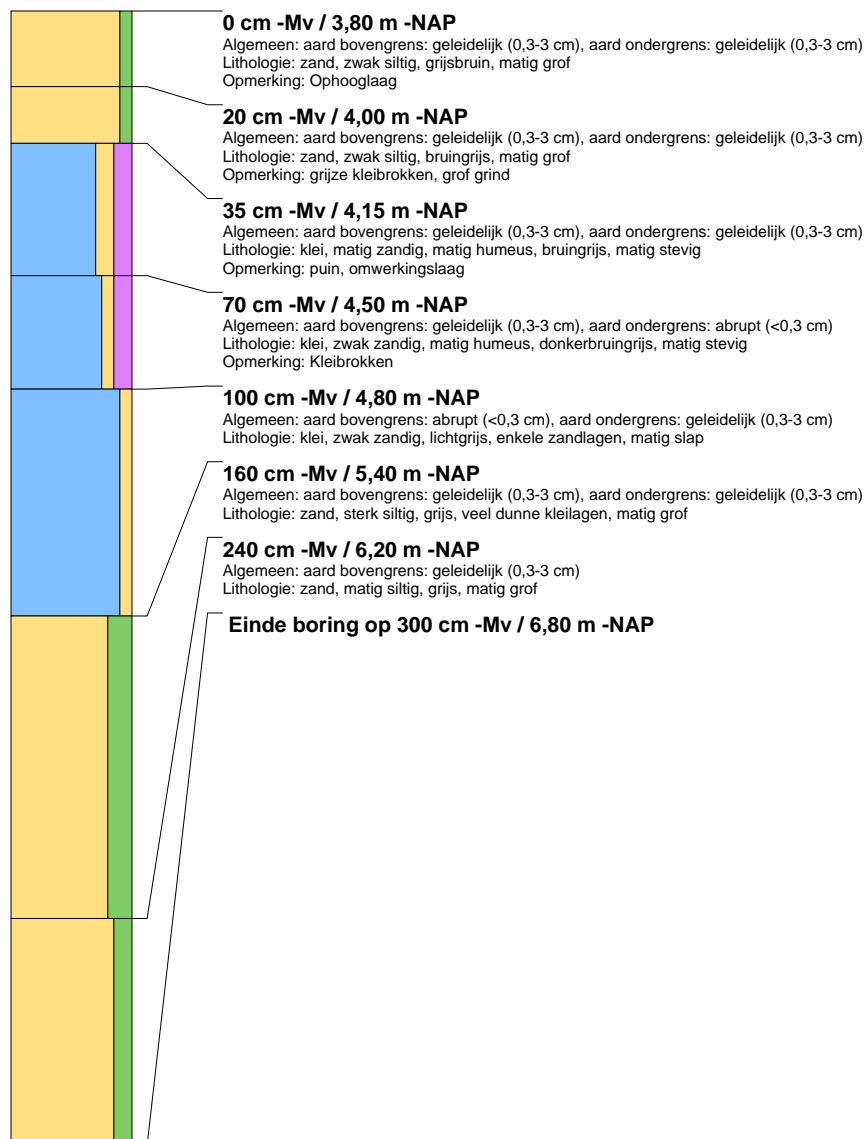 0 cm -Mv / 3,80 m -NAP
Algemeen: aard bovengrens: geleidelijk (0,3-3 cm), aard ondergrens: geleidelijk (0,3-3 cm)
Lithologie: zand, zwak siltig, grijsbruin, matig grof
Opmerking: Ophooglaag
20 cm -Mv / 4,00 m -NAP
Algemeen: aard bovengrens: geleidelijk (0,3-3 cm), aard ondergrens: geleidelijk (0,3-3 cm)
Lithologie: zand, zwak siltig, bruingrijs, matig grof
Opmerking: grijze kleibrokken, grof grind
35 cm -Mv / 4,15 m -NAP
Algemeen: aard bovengrens: geleidelijk (0,3-3 cm), aard ondergrens: geleidelijk (0,3-3 cm)
Lithologie: klei, matig zandig, matig humeus, bruingrijs, matig stevig
Opmerking: puin, omwerkingslaag
70 cm -Mv / 4,50 m -NAP
Algemeen: aard bovengrens: geleidelijk (0,3-3 cm), aard ondergrens: abrupt (<0,3 cm)
Lithologie: klei, zwak zandig, matig humeus, donkerbruingrijs, matig stevig
Opmerking: Kleibrokken
100 cm -Mv / 4,80 m -NAP
Algemeen: aard bovengrens: abrupt (<0,3 cm), aard ondergrens: geleidelijk (0,3-3 cm)
Lithologie: klei, zwak zandig, lichtgrijs, enkele zandlagen, matig slap
160 cm -Mv / 5,40 m -NAP
Algemeen: aard bovengrens: geleidelijk (0,3-3 cm), aard ondergrens: geleidelijk (0,3-3 cm)
Lithologie: zand, sterk siltig, grijs, veel dunne kleilagen, matig grof
240 cm -Mv / 6,20 m -NAP
Algemeen: aard bovengrens: geleidelijk (0,3-3 cm)
Lithologie: zand, matig siltig, grijs, matig grof
Einde boring op 300 cm -Mv / 6,80 m -NAP